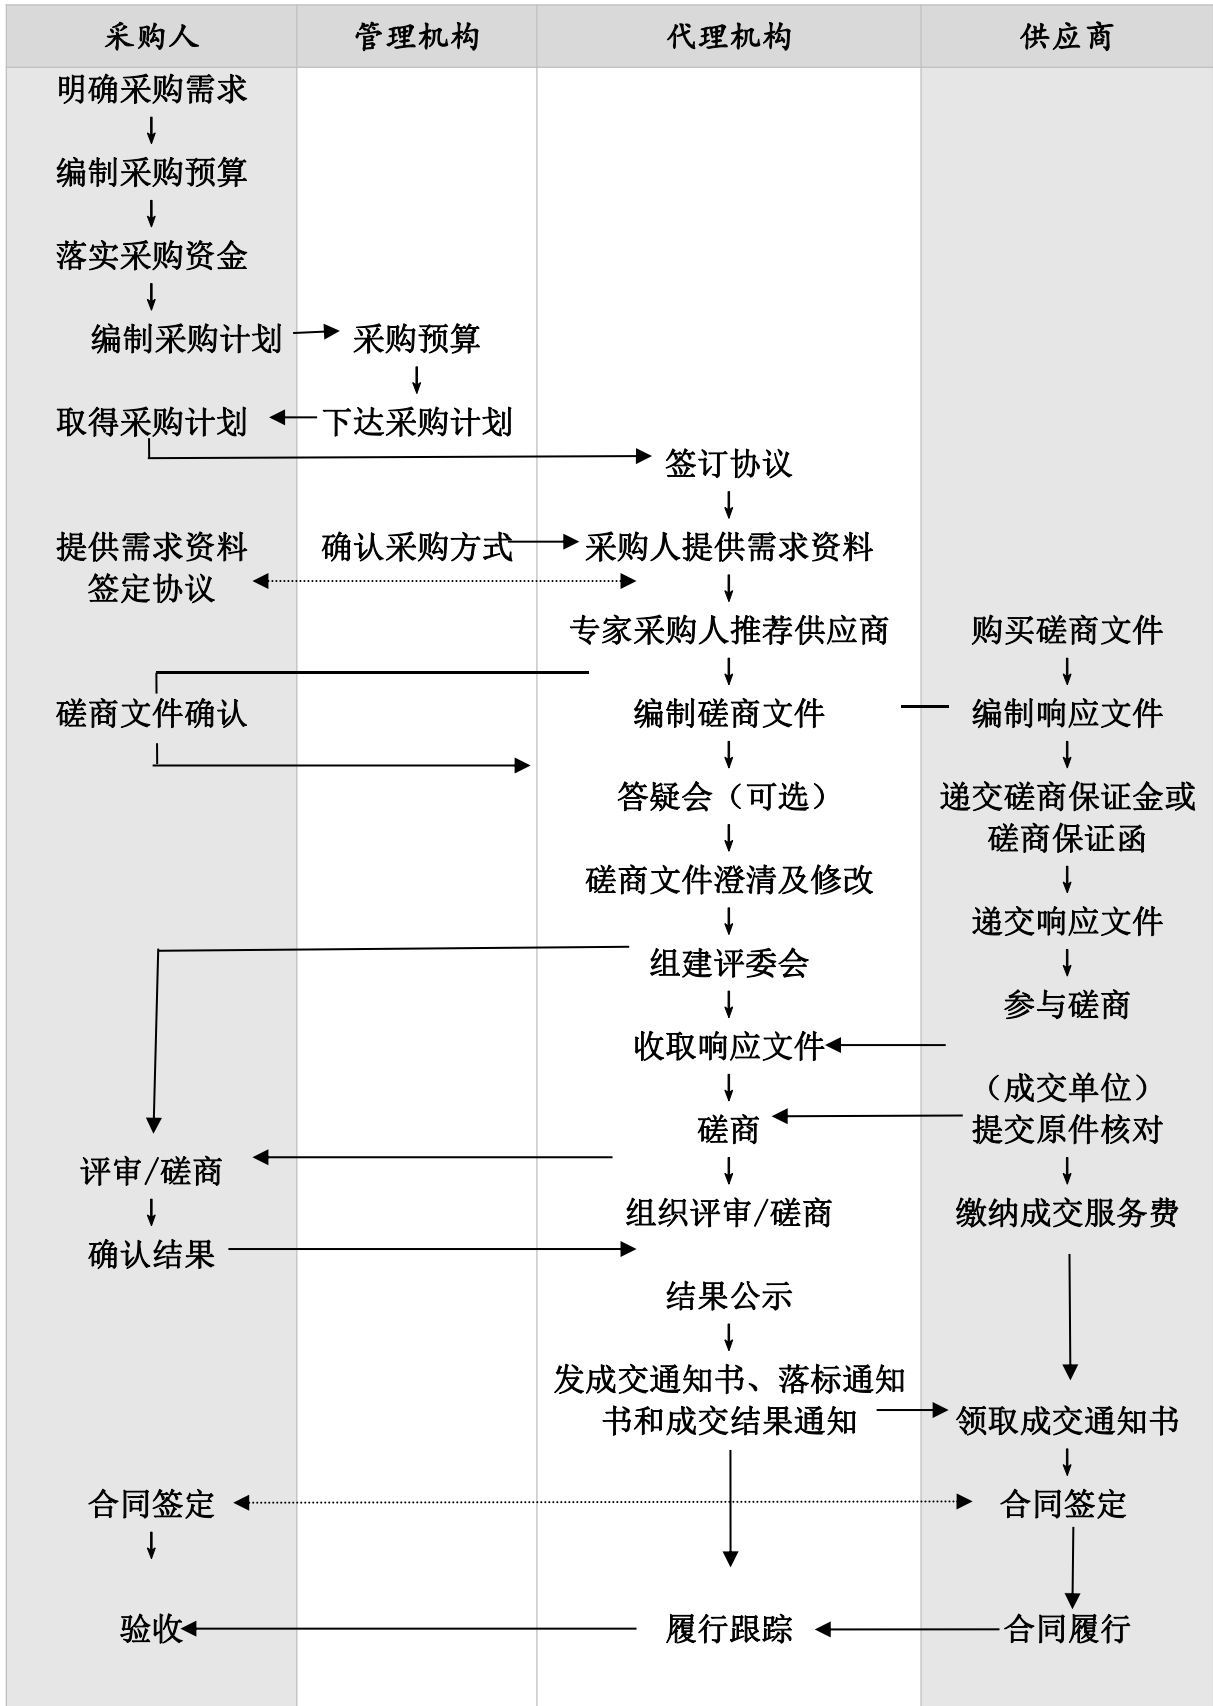 采购人 管理机构 代理机构 供应商
明确采购需求
编制采购预算
落实采购资金
编制采购计划 采购预算
取得采购计划 下达采购计划
签订协议
提供需求资料 确认采购方式 采购人提供需求资料
签定协议
专家采购人推荐供应商 购买磋商文件
磋商文件确认 编制磋商文件 编制响应文件
答疑会（可选） 递交磋商保证金或
磋商保证函
磋商文件澄清及修改
递交响应文件
组建评委会
参与磋商
收取响应文件
（成交单位）
磋商 提交原件核对
评审/磋商
组织评审/磋商 缴纳成交服务费
确认结果
结果公示
发成交通知书、落标通知
书和成交结果通知 领取成交通知书
合同签定 合同签定
验收 履行跟踪 合同履行